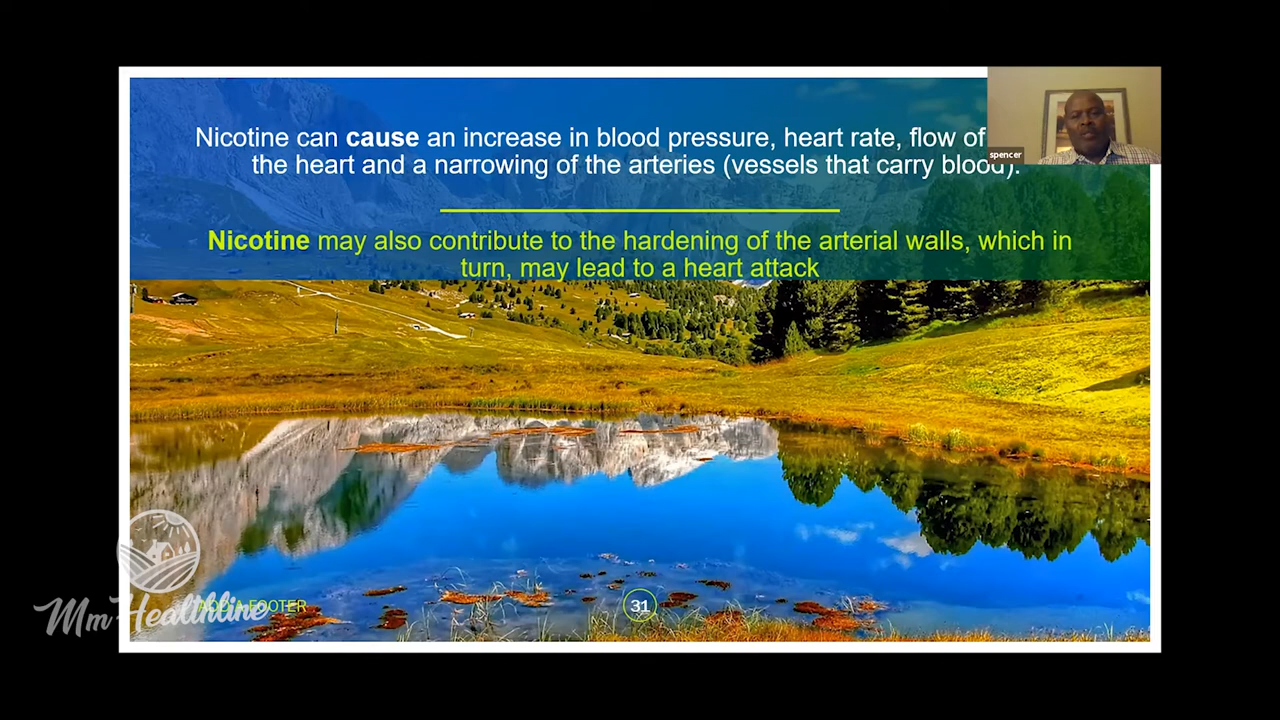 Nicotine can cause an increase in blood pressure, heart rate, flow of
the heart and a narrowing of the arteries (vessels that carry blood).
spencer
Nicotine may also contribute to the hardening of the arterial walls, which in
turn, may lead to a heart attack
ADD A FOOTER
MmHealthline
31